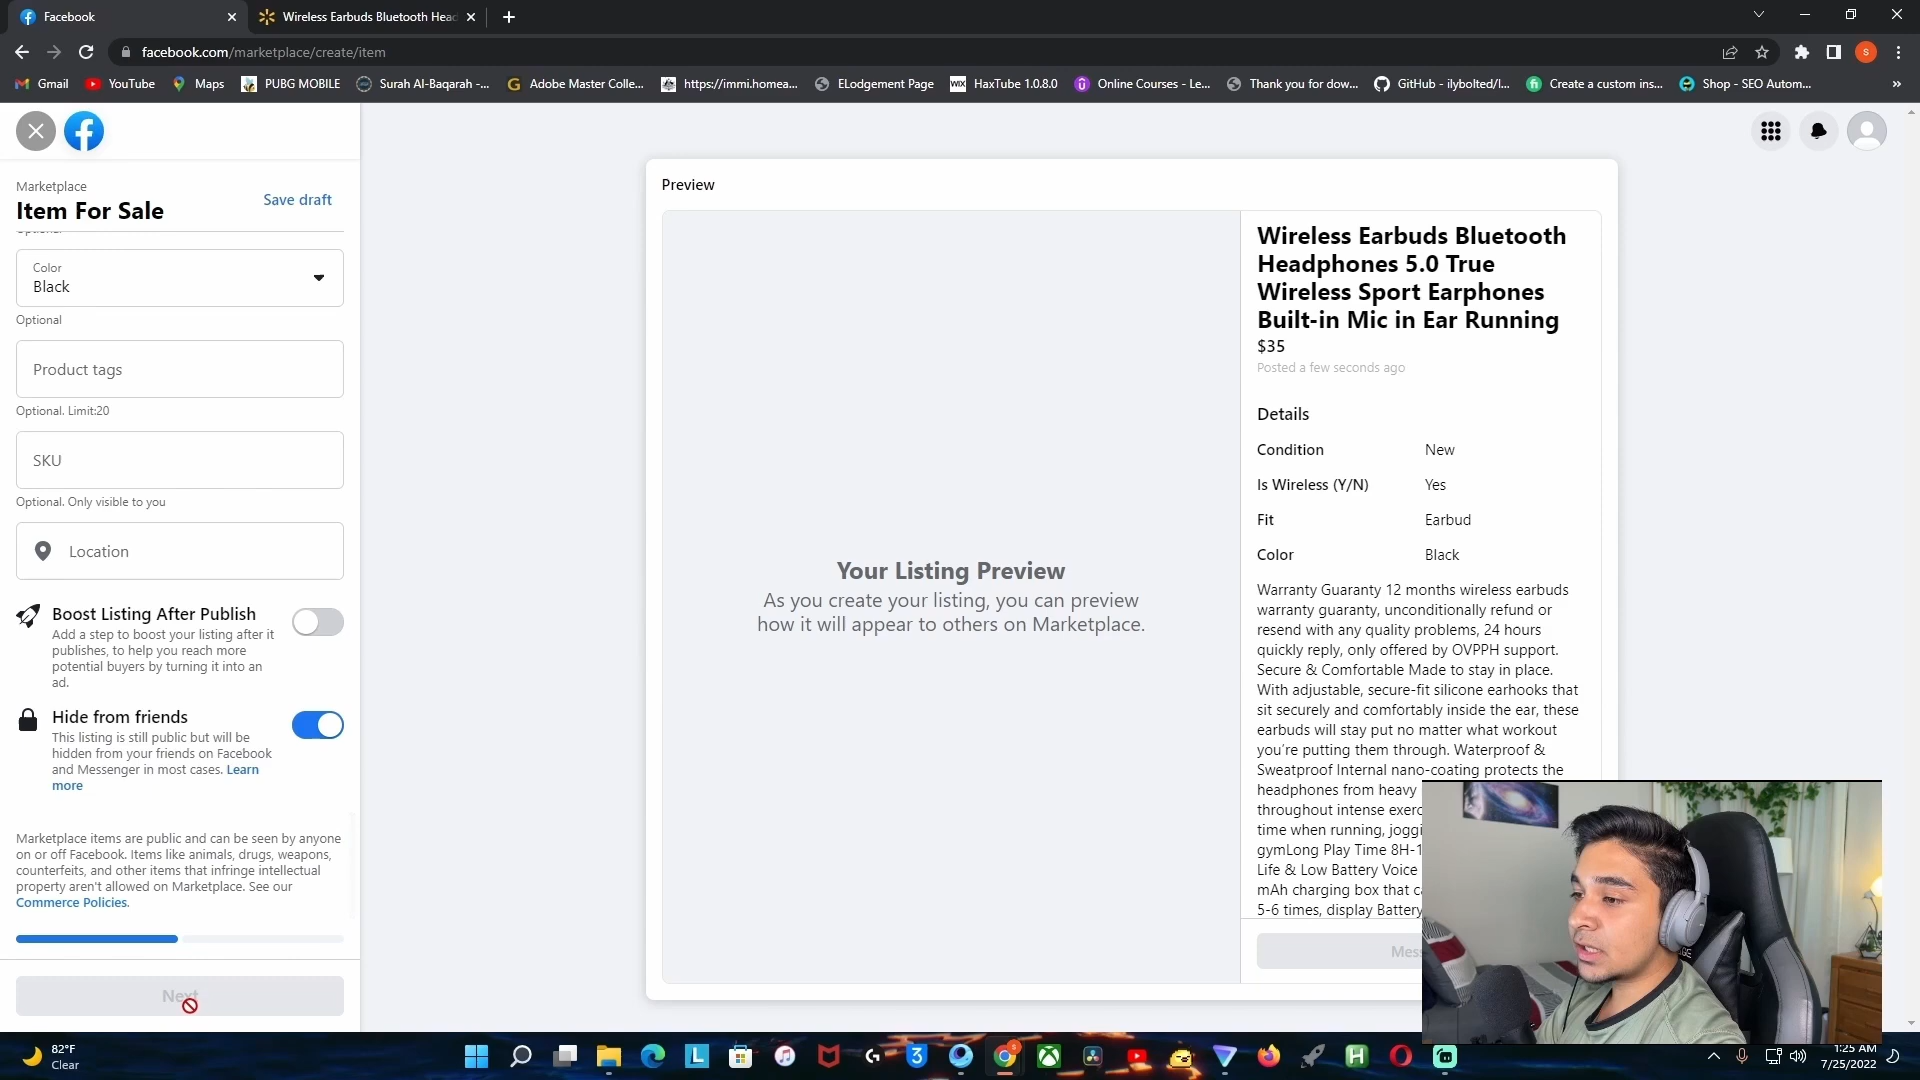 Facebook
Wireless Earbuds Bluetooth Head
facebook.com/marketplace/create/item
S
Gmail
YouTube
Maps
PUBG MOBILE
Surah Al-Baqarah -...
Adobe Master Colle...
https://immi.homea...
ELodgement Page
WIX
HaxTube 1.0.8.0
Online Courses - Le...
Thank you for dow...
GitHub - ilybolted/l...
Create a custom ins...
Shop - SEO Autom...
»
Marketplace
Item For Sale
Save draft
Optional
Color
Black
Optional
Product tags
Optional. Limit:20
SKU
Optional. Only visible to you
Location
Boost Listing After Publish
Add a step to boost your listing after it
publishes, to help you reach more
potential buyers by turning it into an
ad.
Hide from friends
This listing is still public but will be
hidden from your friends on Facebook
and Messenger in most cases. Learn
more
Marketplace items are public and can be seen by anyone
on or off Facebook. Items like animals, drugs, weapons,
counterfeits, and other items that infringe intellectual
property aren't allowed on Marketplace. See our
Commerce Policies.
Next
Preview
Your Listing Preview
As you create your listing, you can preview
how it will appear to others on Marketplace.
Wireless Earbuds Bluetooth
Headphones 5.0 True
Wireless Sport Earphones
Built-in Mic in Ear Running
$35
Posted a few seconds ago
Details
Condition New
Is Wireless (Y/N) Yes
Fit Earbud
Color Black
Warranty Guaranty 12 months wireless earbuds
warranty guaranty, unconditionally refund or
resend with any quality problems, 24 hours
quickly reply, only offered by OVPPH support.
Secure & Comfortable Made to stay in place.
With adjustable, secure-fit silicone earhooks that
sit securely and comfortably inside the ear, these
earbuds will stay put no matter what workout
you're putting them through. Waterproof &
Sweatproof Internal nano-coating protects the
headphones from heavy
throughout intense exerc
time when running, joggi
gymLong Play Time 8H-1
Life & Low Battery Voice
mAh charging box that ca
5-6 times, display Battery
Mess
82°F
Clear
1:25 AM
7/25/2022